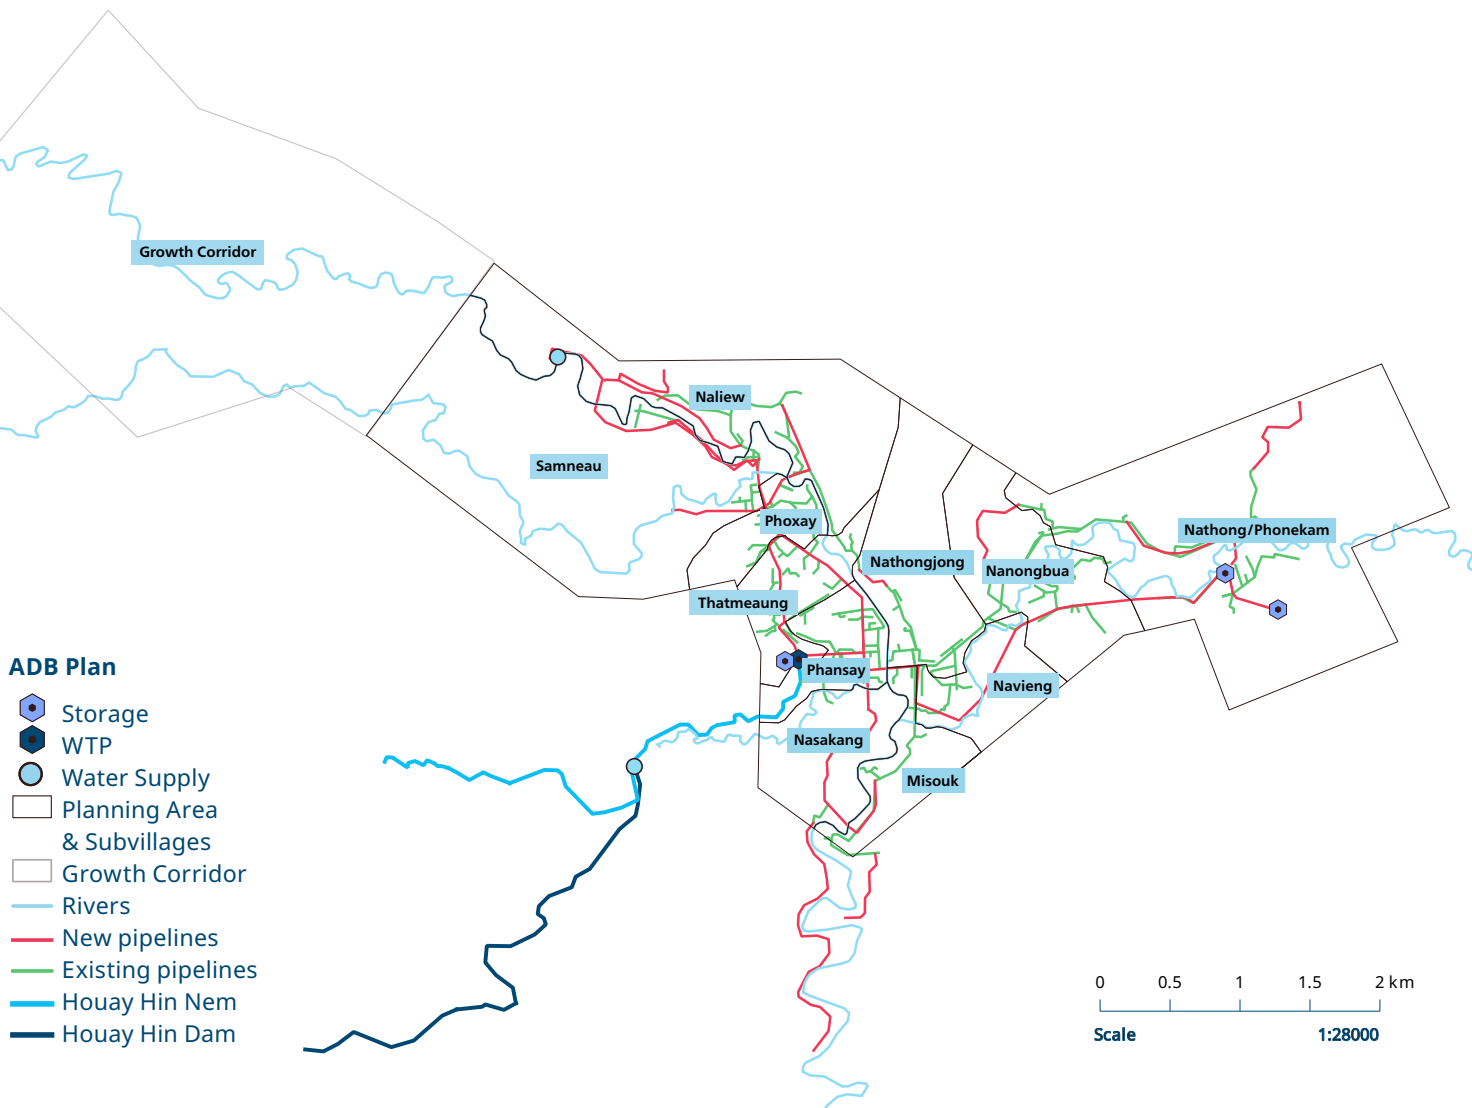 Growth Corridor
Naliew
Samneau
Phoxay
Nathong/Phonekam
Nathongjong
Nanongbua
Thatmeaung
Phansay
Navieng
Nasakang
Misouk
ADB Plan
Storage
WTP
Water Supply
Planning Area
& Subvillages
Growth Corridor
Rivers
New pipelines
Existing pipelines
Houay Hin Nem
Houay Hin Dam
0 0.5 1 1.5 2 km
Scale 1:28000